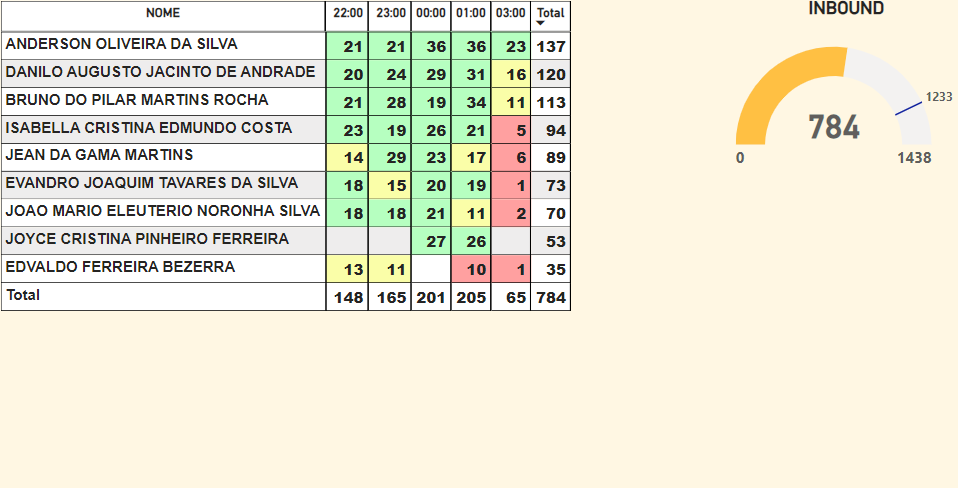 NOME 22:00 23:00 00:00 01:00 03:00 Total
ANDERSON OLIVEIRA DA SILVA 21 21 36 36 23 137
DANILO AUGUSTO JACINTO DE ANDRADE 20 24 29 31 16 120
BRUNO DO PILAR MARTINS ROCHA 21 28 19 34 11 113
ISABELLA CRISTINA EDMUNDO COSTA 23 19 26 21 5 94
JEAN DA GAMA MARTINS 14 29 23 17 6 89
EVANDRO JOAQUIM TAVARES DA SILVA 18 15 20 19 1 73
JOAO MARIO ELEUTERIO NORONHA SILVA 18 18 21 11 2 70
JOYCE CRISTINA PINHEIRO FERREIRA 27 26 53
EDVALDO FERREIRA BEZERRA 13 11 10 1 35
Total 148 165 201 205 65 784
INBOUND
1233
784
0 1438